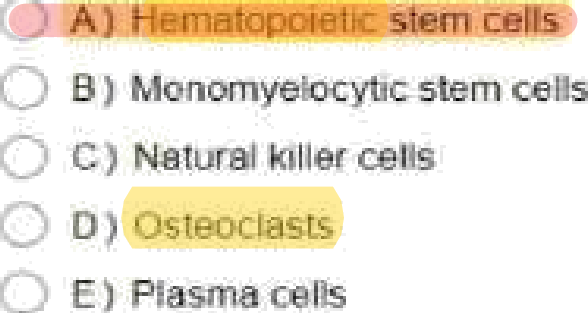 A) Hematopoietic stem cells
B) Monomyelocytic stem cells
C) Natural killer cells
D) Osteoclasts
E) Plasma cells